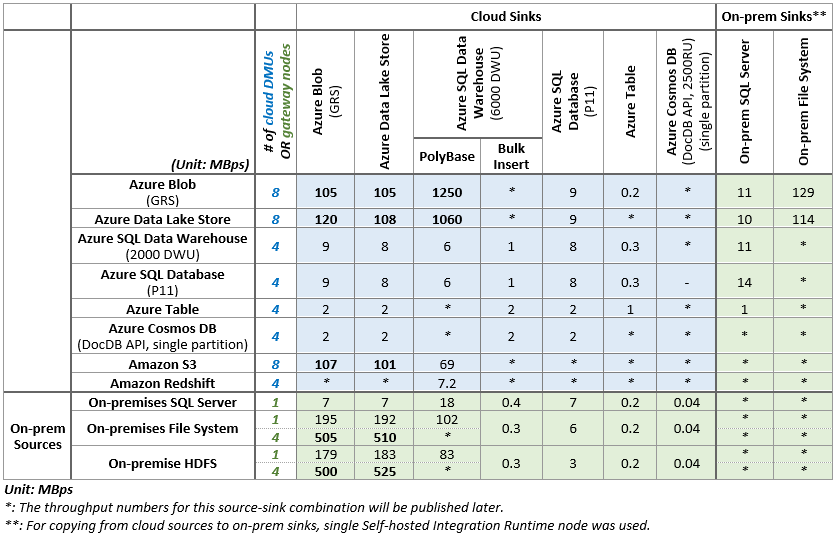 Cloud Sinks On-prem Sinks**
(Unit: MBps)
# of cloud DMUs
OR gateway nodes
Azure Blob
(GRS)
Azure Data Lake Store
Azure SQL Data
Warehouse
(6000 DWU)
PolyBase
Bulk
Insert
Azure SQL
Database
(P11)
Azure Table
Azure Cosmos DB
(DocDB API, 2500RU)
(single partition)
On-prem SQL Server
On-prem File System
Azure Blob
(GRS)
8 105 105 1250 * 9 0.2 * 11 129
Azure Data Lake Store 8 120 108 1060 * 9 * * 10 114
Azure SQL Data Warehouse
(2000 DWU)
4 9 8 6 1 8 0.3 * 11 *
Azure SQL Database
(P11)
4 9 8 6 1 8 0.3 - 14 *
Azure Table 4 2 2 * 2 2 1 * 1 *
Azure Cosmos DB
(DocDB API, single partition)
4 2 2 * 2 2 * * * *
Amazon S3 8 107 101 69 * * * * * *
Amazon Redshift 4 * * 7.2 * * * * * *
On-prem
Sources
On-premises SQL Server 1 7 7 18 0.4 7 0.2 0.04 * *
On-premises File System
1 195 192 102
4 505 510 *
0.3 6 0.2 0.04 * *
On-premise HDFS
1 179 183 83
4 500 525 *
0.3 3 0.2 0.04 * *
Unit: MBps
*: The throughput numbers for this source-sink combination will be published later.
**: For copying from cloud sources to on-prem sinks, single Self-hosted Integration Runtime node was used.